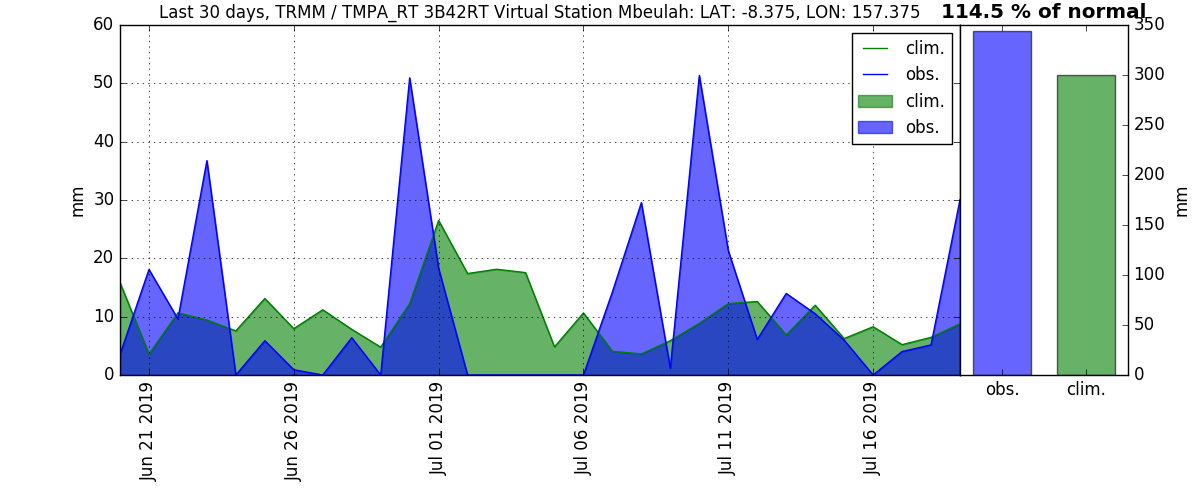 Last 30 days, TRMM / TMPA_RT 3B42RT Virtual Station Mbeulah: LAT: -8.375, LON: 157.375
114.5 % of normal
60
50
40
30
20
10
0
mm
clim.
obs.
clim.
obs.
350
300
250
200
150
100
50
0
mm
obs.
clim.
Jun 21 2019
Jun 26 2019
Jul 01 2019
Jul 06 2019
Jul 11 2019
Jul 16 2019